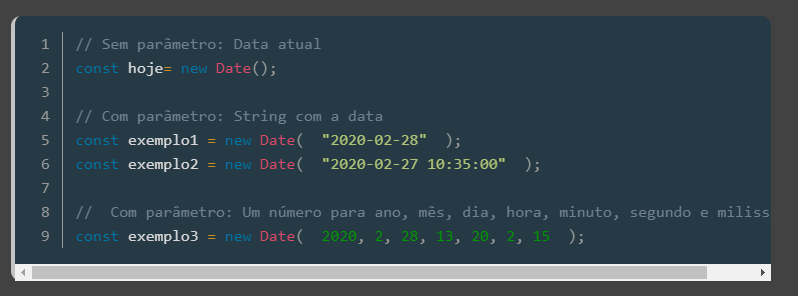 1 // Sem parâmetro: Data atual
2 const hoje= new Date();
3
4 // Com parâmetro: String com a data
5 const exemplo1 = new Date(  "2020-02-28"  );
6 const exemplo2 = new Date(  "2020-02-27 10:35:00"  );
7
8 //  Com parâmetro: Um número para ano, mês, dia, hora, minuto, segundo e miliss
9 const exemplo3 = new Date(  2020, 2, 28, 13, 20, 2, 15  );